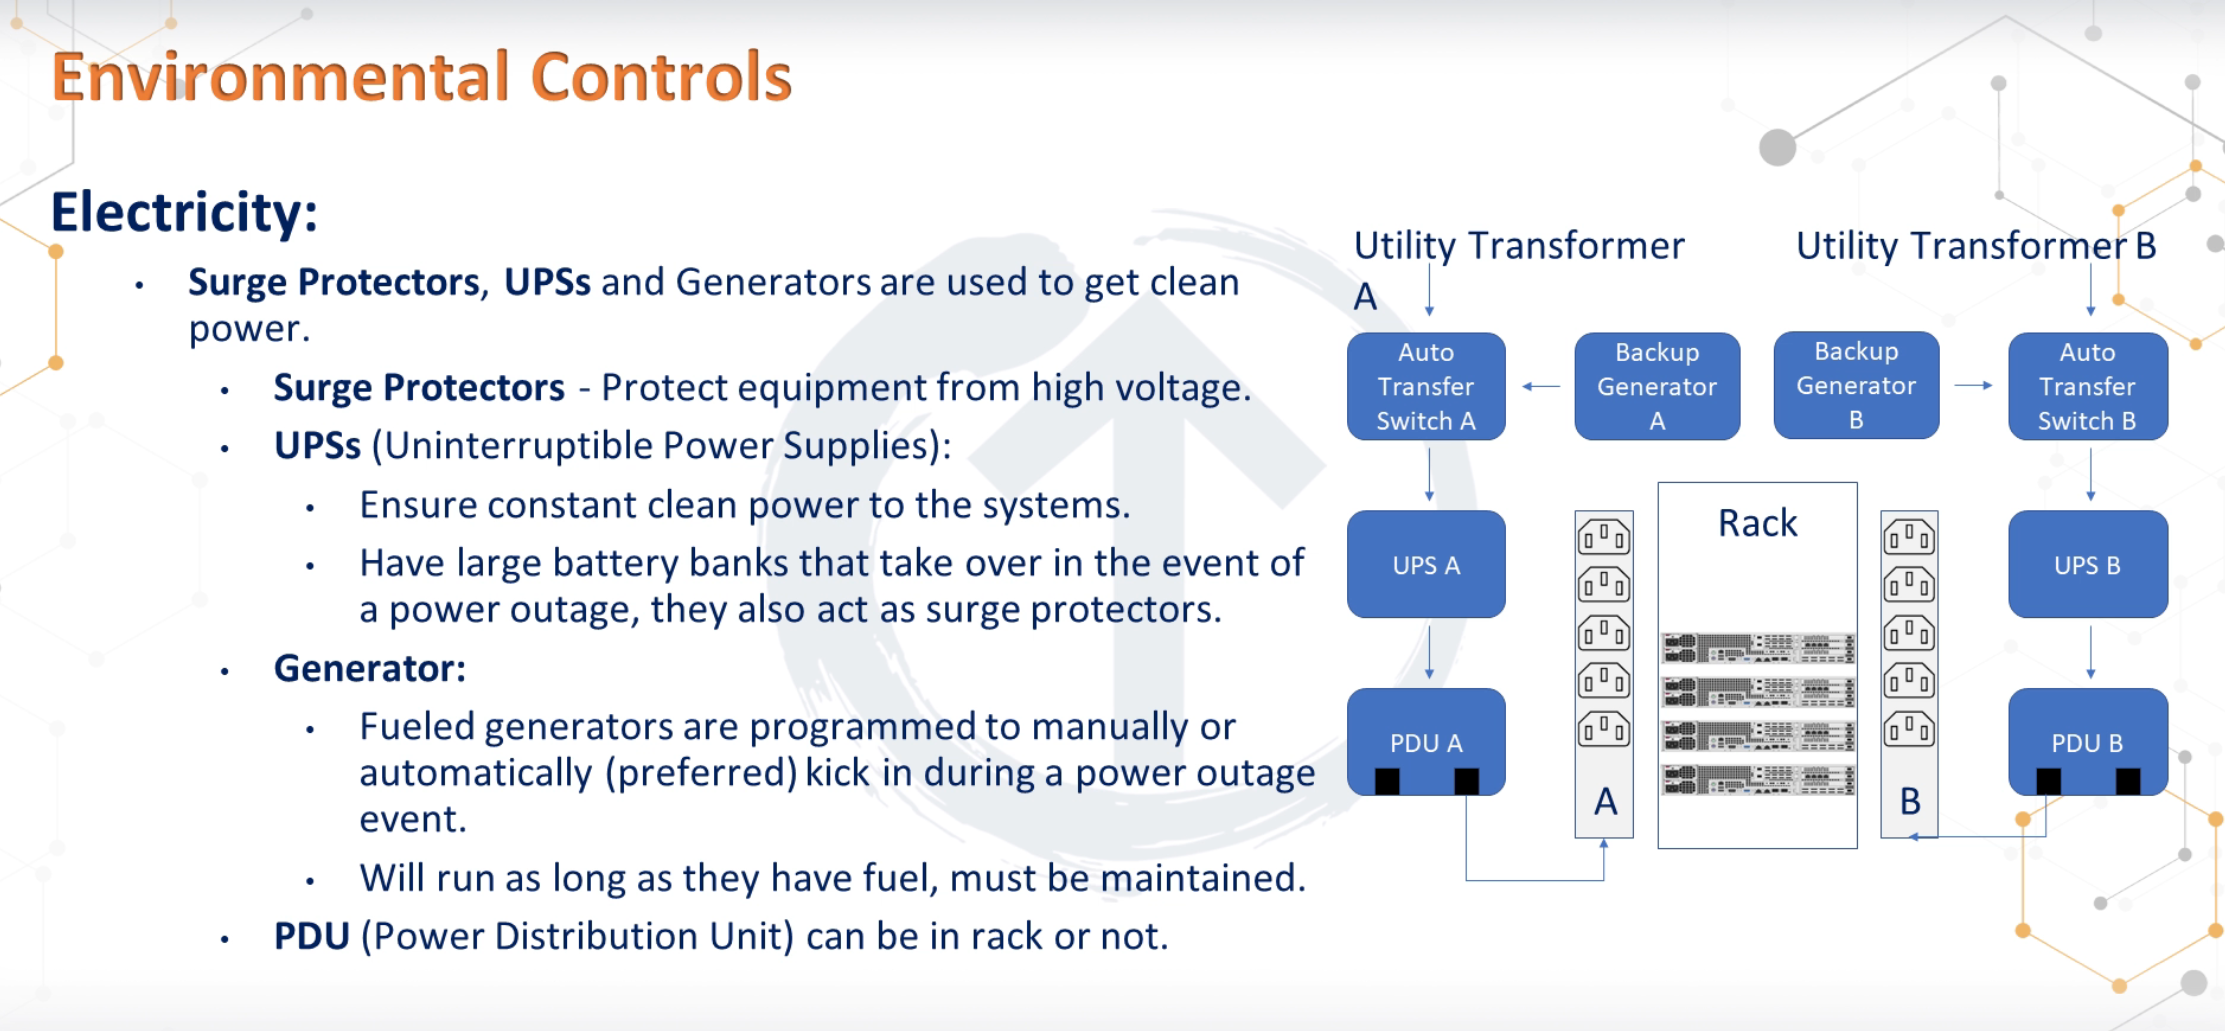 Environmental Controls
Electricity:
• Surge Protectors, UPSs and Generators are used to get clean
power.
• Surge Protectors - Protect equipment from high voltage.
• UPSs (Uninterruptible Power Supplies):
• Ensure constant clean power to the systems.
• Have large battery banks that take over in the event of
a power outage, they also act as surge protectors.
• Generator:
• Fueled generators are programmed to manually or
automatically (preferred) kick in during a power outage
event.
• Will run as long as they have fuel, must be maintained.
• PDU (Power Distribution Unit) can be in rack or not.
Utility Transformer
A
Utility Transformer B
Auto
Transfer
Switch A
Backup
Generator
A
Backup
Generator
B
Auto
Transfer
Switch B
UPS A
Rack
UPS B
PDU A
A
B
PDU B